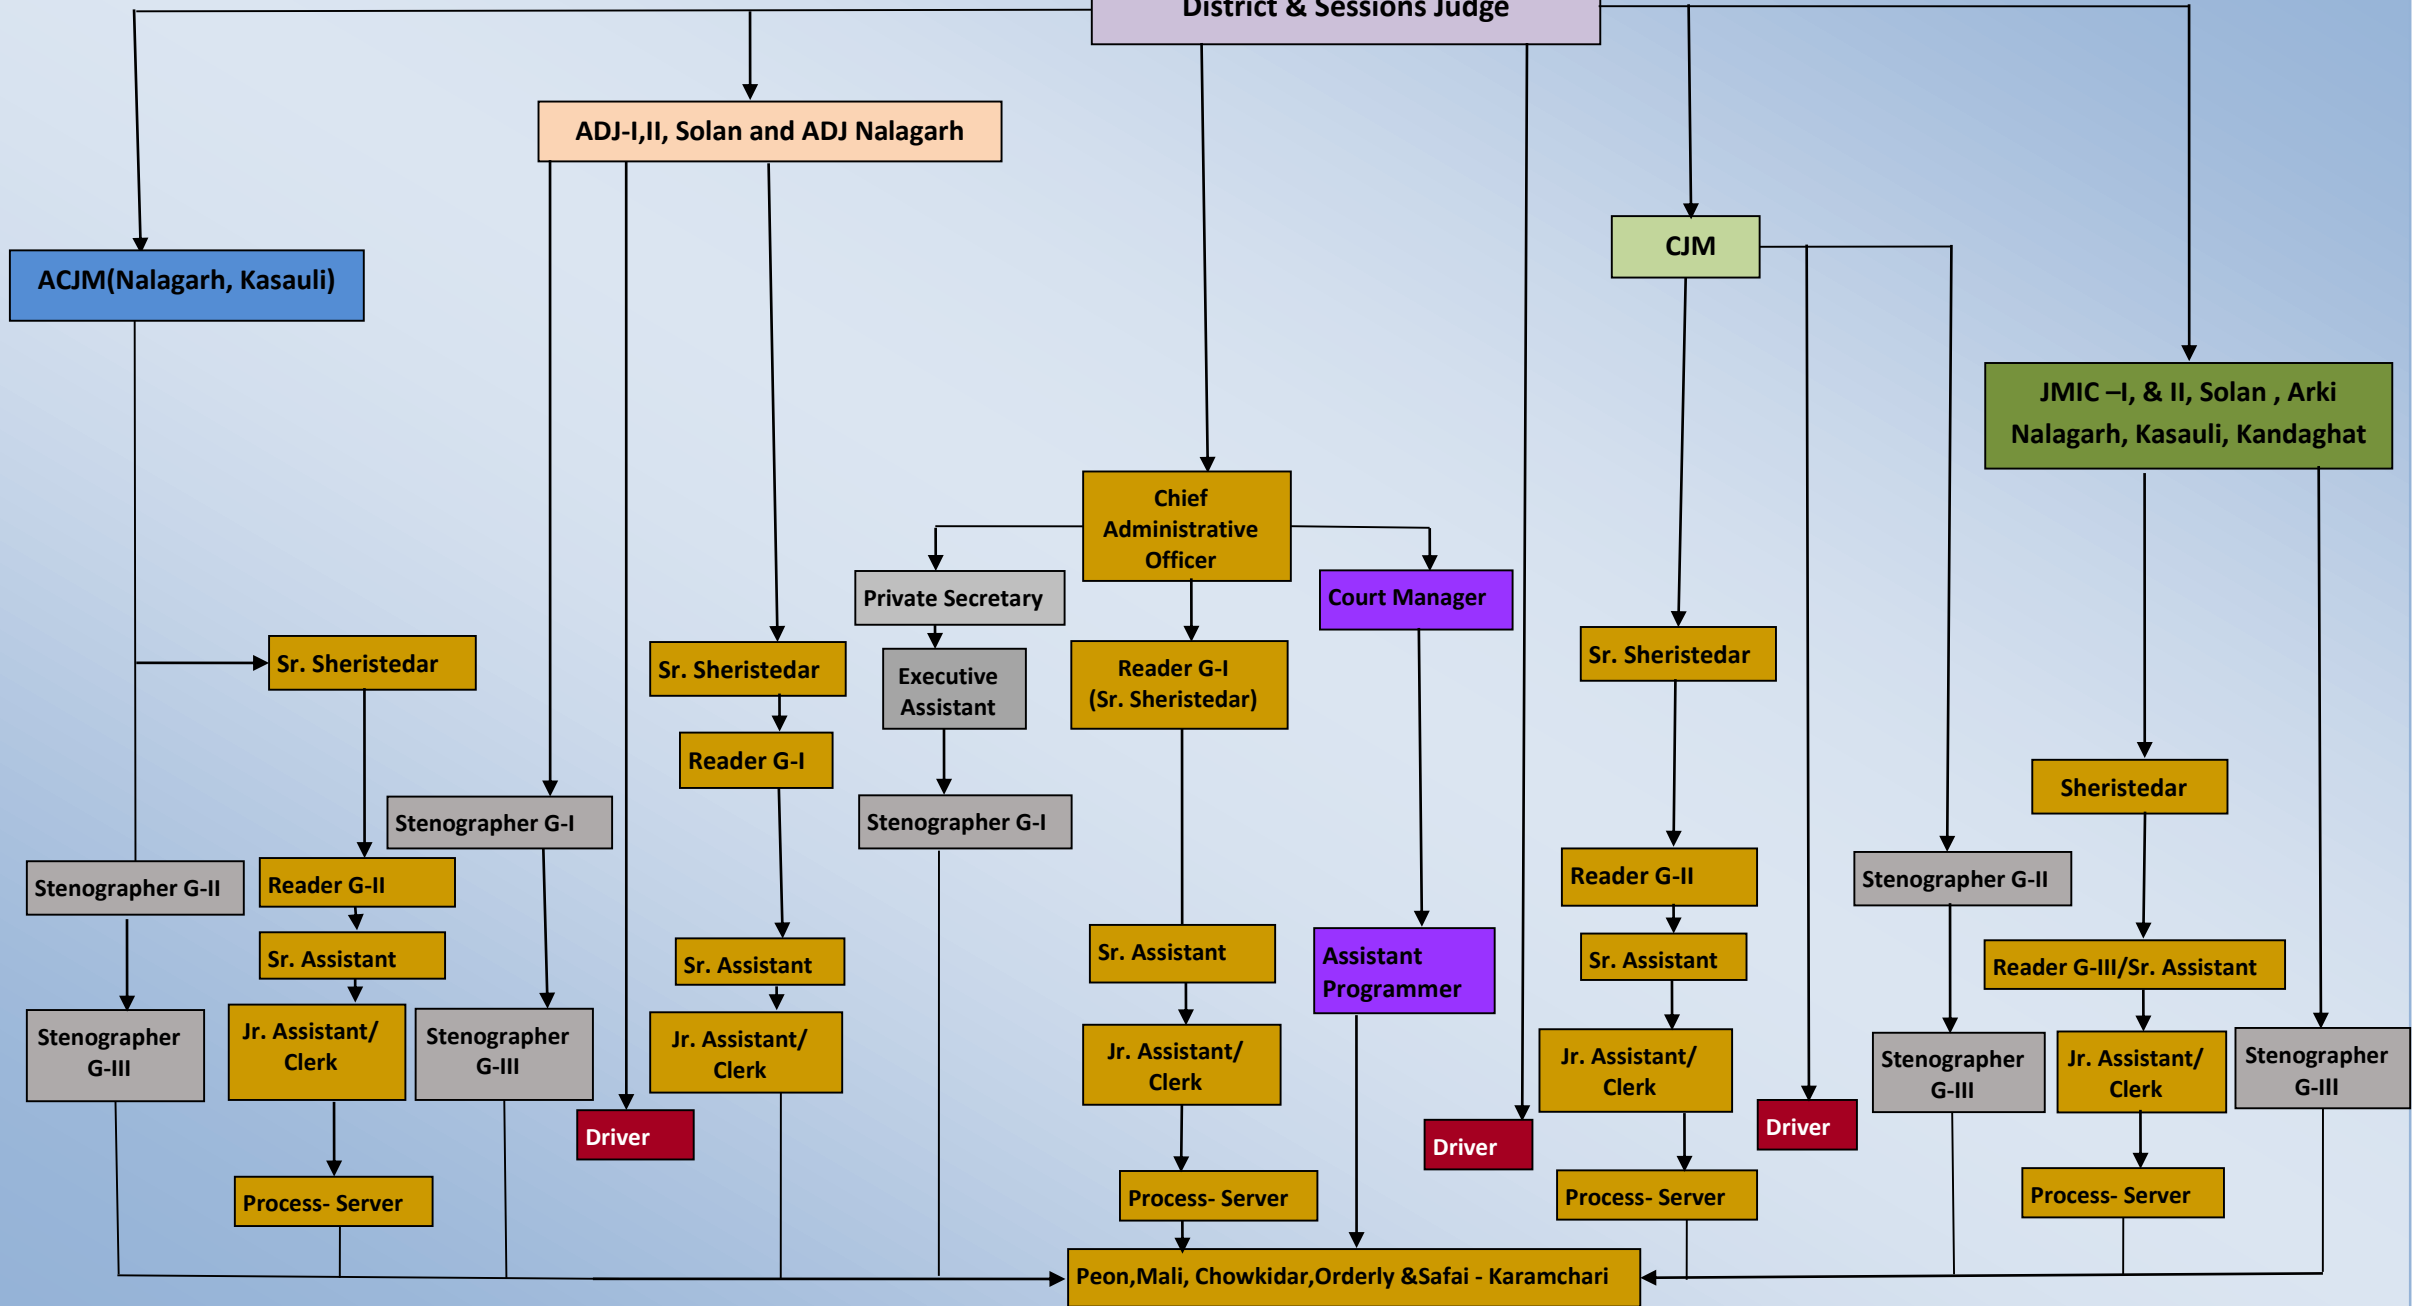 District & Sessions Judge
ADJ-I,II, Solan and ADJ Nalagarh
CJM
ACJM(Nalagarh, Kasauli)
JMIC –I, & II, Solan , Arki
Nalagarh, Kasauli, Kandaghat
Chief
Administrative
Officer
Private Secretary
Court Manager
Sr. Sheristedar
Sr. Sheristedar
Executive
Assistant
Reader G-I
(Sr. Sheristedar)
Sr. Sheristedar
Reader G-I
Sheristedar
Stenographer G-I
Stenographer G-I
Stenographer G-II
Reader G-II
Reader G-II
Stenographer G-II
Sr. Assistant
Sr. Assistant
Sr. Assistant
Assistant
Programmer
Sr. Assistant
Reader G-III/Sr. Assistant
Stenographer
G-III
Jr. Assistant/
Clerk
Stenographer
G-III
Jr. Assistant/
Clerk
Jr. Assistant/
Clerk
Jr. Assistant/
Clerk
Stenographer
G-III
Jr. Assistant/
Clerk
Stenographer
G-III
Driver
Driver
Driver
Process- Server
Process- Server
Process- Server
Process- Server
Peon,Mali, Chowkidar,Orderly &Safai - Karamchari